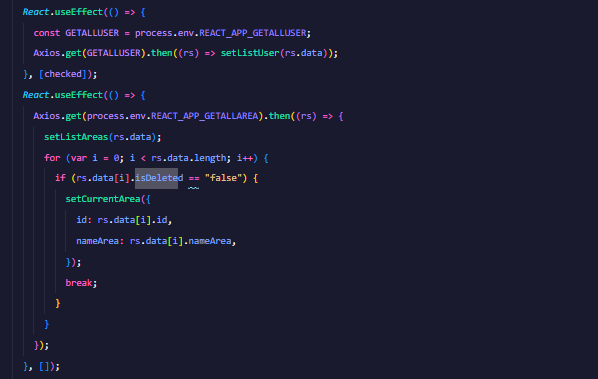 React.useEffect(() => {
const GETALLUSER = process.env.REACT_APP_GETALLUSER;
Axios.get(GETALLUSER).then((rs) => setListUser(rs.data));
}, [checked]);
React.useEffect(() => {
Axios.get(process.env.REACT_APP_GETALLAREA).then((rs) => {
setListAreas(rs.data);
for (var i = 0; i < rs.data.length; i++) {
if (rs.data[i].isDeleted == "false") {
setCurrentArea({
id: rs.data[i].id,
nameArea: rs.data[i].nameArea,
});
break;
}
}
});
}, []);